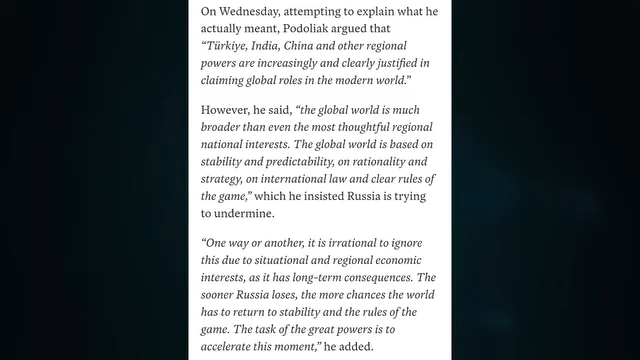 On Wednesday, attempting to explain what he
actually meant, Podoliak argued that
“Türkiye, India, China and other regional
powers are increasingly and clearly justified in
claiming global roles in the modern world.”
However, he said, “the global world is much
broader than even the most thoughtful regional
national interests. The global world is based on
stability and predictability, on rationality and
strategy, on international law and clear rules of
the game,” which he insisted Russia is trying
to undermine.
“One way or another, it is irrational to ignore
this due to situational and regional economic
interests, as it has long-term consequences. The
sooner Russia loses, the more chances the world
has to return to stability and the rules of the
game. The task of the great powers is to
accelerate this moment,” he added.